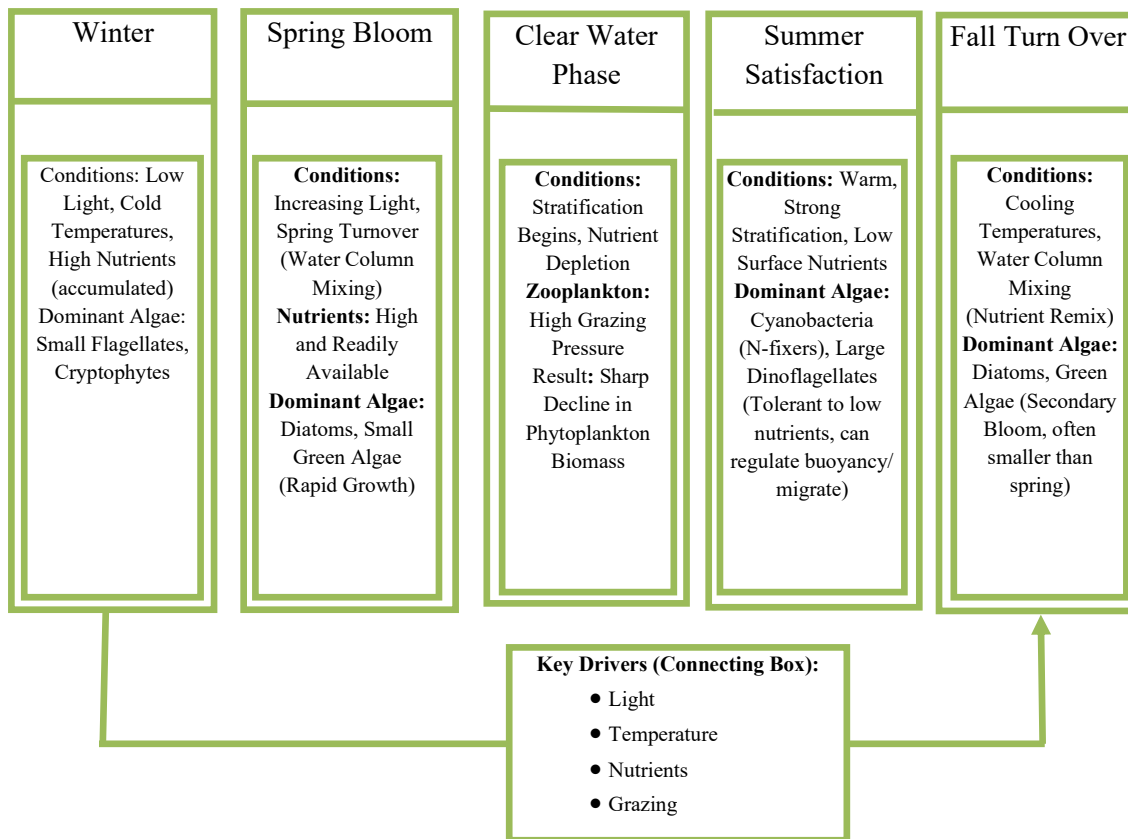 Winter
Conditions: Low
Light, Cold
Temperatures,
High Nutrients
(accumulated)
Dominant Algae:
Small Flagellates,
Cryptophytes
Spring Bloom
Conditions:
Increasing Light,
Spring Turnover
(Water Column
Mixing)
Nutrients: High
and Readily
Available
Dominant Algae:
Diatoms, Small
Green Algae
(Rapid Growth)
Clear Water
Phase
Conditions:
Stratification
Begins, Nutrient
Depletion
Zooplankton:
High Grazing
Pressure
Result: Sharp
Decline in
Phytoplankton
Biomass
Summer
Satisfaction
Conditions: Warm,
Strong
Stratification, Low
Surface Nutrients
Dominant Algae:
Cyanobacteria
(N-fixers), Large
Dinoflagellates
(Tolerant to low
nutrients, can
regulate buoyancy/
migrate)
Fall Turn Over
Conditions:
Cooling
Temperatures,
Water Column
Mixing
(Nutrient Remix)
Dominant Algae:
Diatoms, Green
Algae (Secondary
Bloom, often
smaller than
spring)
Key Drivers (Connecting Box):
• Light
• Temperature
• Nutrients
• Grazing